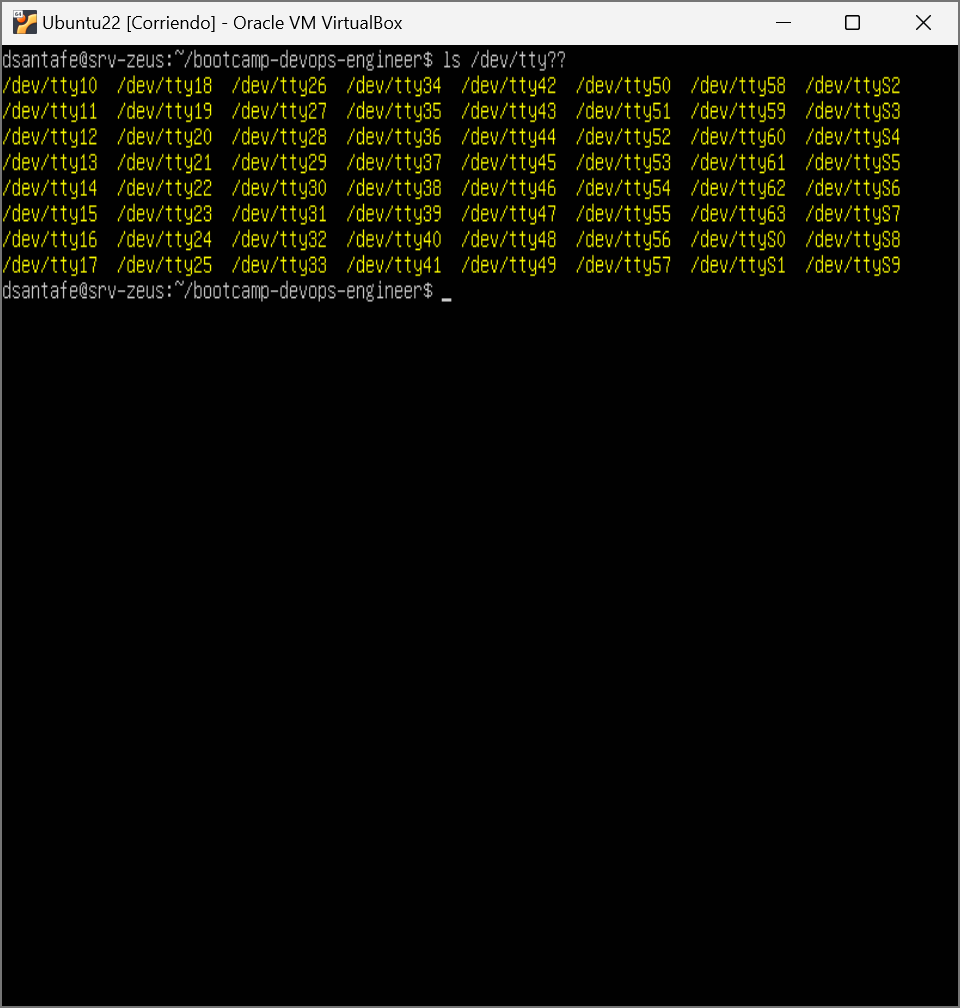 Ubuntu22 [Corriendo] - Oracle VM VirtualBox
dsantafe@srv-zeus:~/bootcamp-devops-engineer$ ls /dev/tty??
/dev/tty10 /dev/tty18 /dev/tty26 /dev/tty34 /dev/tty42 /dev/tty50 /dev/tty58 /dev/ttyS2
/dev/tty11 /dev/tty19 /dev/tty27 /dev/tty35 /dev/tty43 /dev/tty51 /dev/tty59 /dev/ttyS3
/dev/tty12 /dev/tty20 /dev/tty28 /dev/tty36 /dev/tty44 /dev/tty52 /dev/tty60 /dev/ttyS4
/dev/tty13 /dev/tty21 /dev/tty29 /dev/tty37 /dev/tty45 /dev/tty53 /dev/tty61 /dev/ttyS5
/dev/tty14 /dev/tty22 /dev/tty30 /dev/tty38 /dev/tty46 /dev/tty54 /dev/tty62 /dev/ttyS6
/dev/tty15 /dev/tty23 /dev/tty31 /dev/tty39 /dev/tty47 /dev/tty55 /dev/tty63 /dev/ttyS7
/dev/tty16 /dev/tty24 /dev/tty32 /dev/tty40 /dev/tty48 /dev/tty56 /dev/ttyS0 /dev/ttyS8
/dev/tty17 /dev/tty25 /dev/tty33 /dev/tty41 /dev/tty49 /dev/tty57 /dev/ttyS1 /dev/ttyS9
dsantafe@srv-zeus:~/bootcamp-devops-engineer$ _